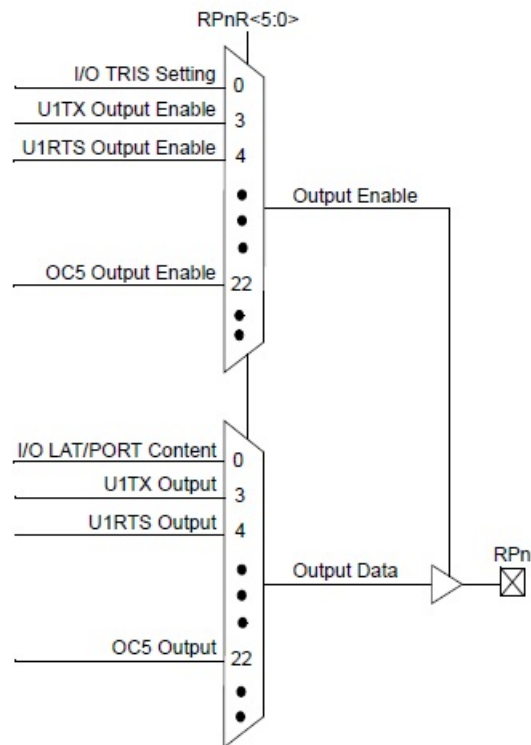 RPnR<5:0>
I/O TRIS Setting
0
U1TX Output Enable
3
U1RTS Output Enable
4
Output Enable
OC5 Output Enable
22
I/O LAT/PORT Content
0
U1TX Output
3
U1RTS Output
4
RPn
Output Data
OC5 Output
22